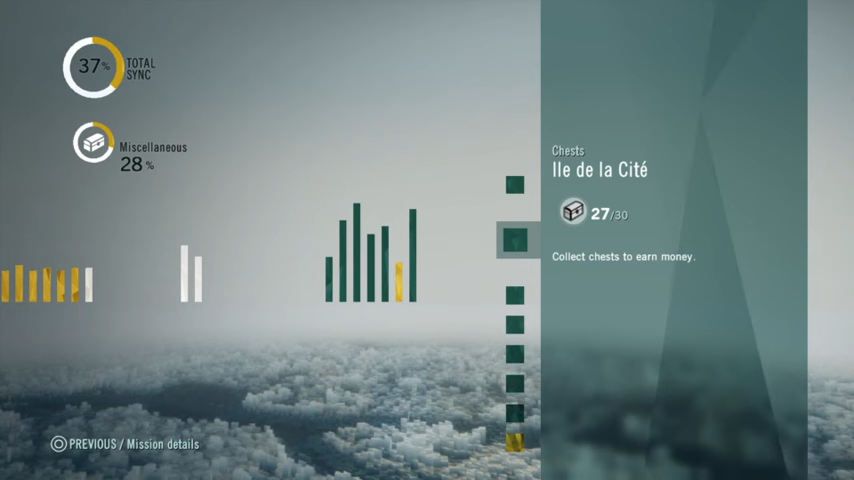 37%
TOTAL
SYNC
Miscellaneous
28%
Chests
Ile de la Cité
27/30
Collect chests to earn money.
PREVIOUS / Mission details